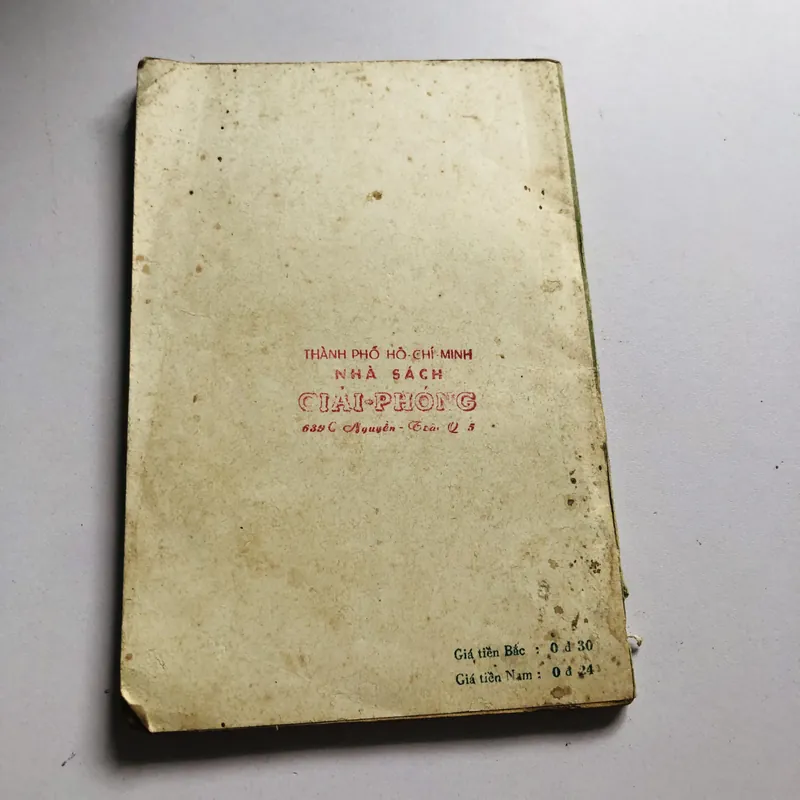 THÀNH PHỐ HỒ-CHÍ-MINH
NHÀ SÁCH
GIẢI-PHÓNG
639C Nguyễn - Trãi Q 5
Giá tiền Bắc : 0 đ 30
Giá tiền Nam : 0 đ 24